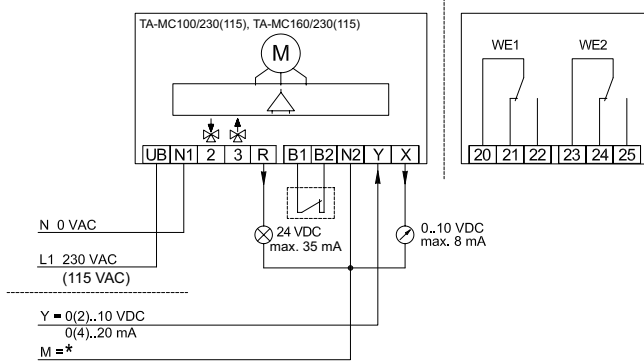 TA-MC100/230(115), TA-MC160/230(115)
M
WE1 WE2
UB N1 2 3 R B1 B2 N2 Y X
20 21 22 23 24 25
N 0 VAC
24 VDC
max. 35 mA
0..10 VDC
max. 8 mA
L1 230 VAC
(115 VAC)
Y = 0(2)..10 VDC
0(4)..20 mA
M =*